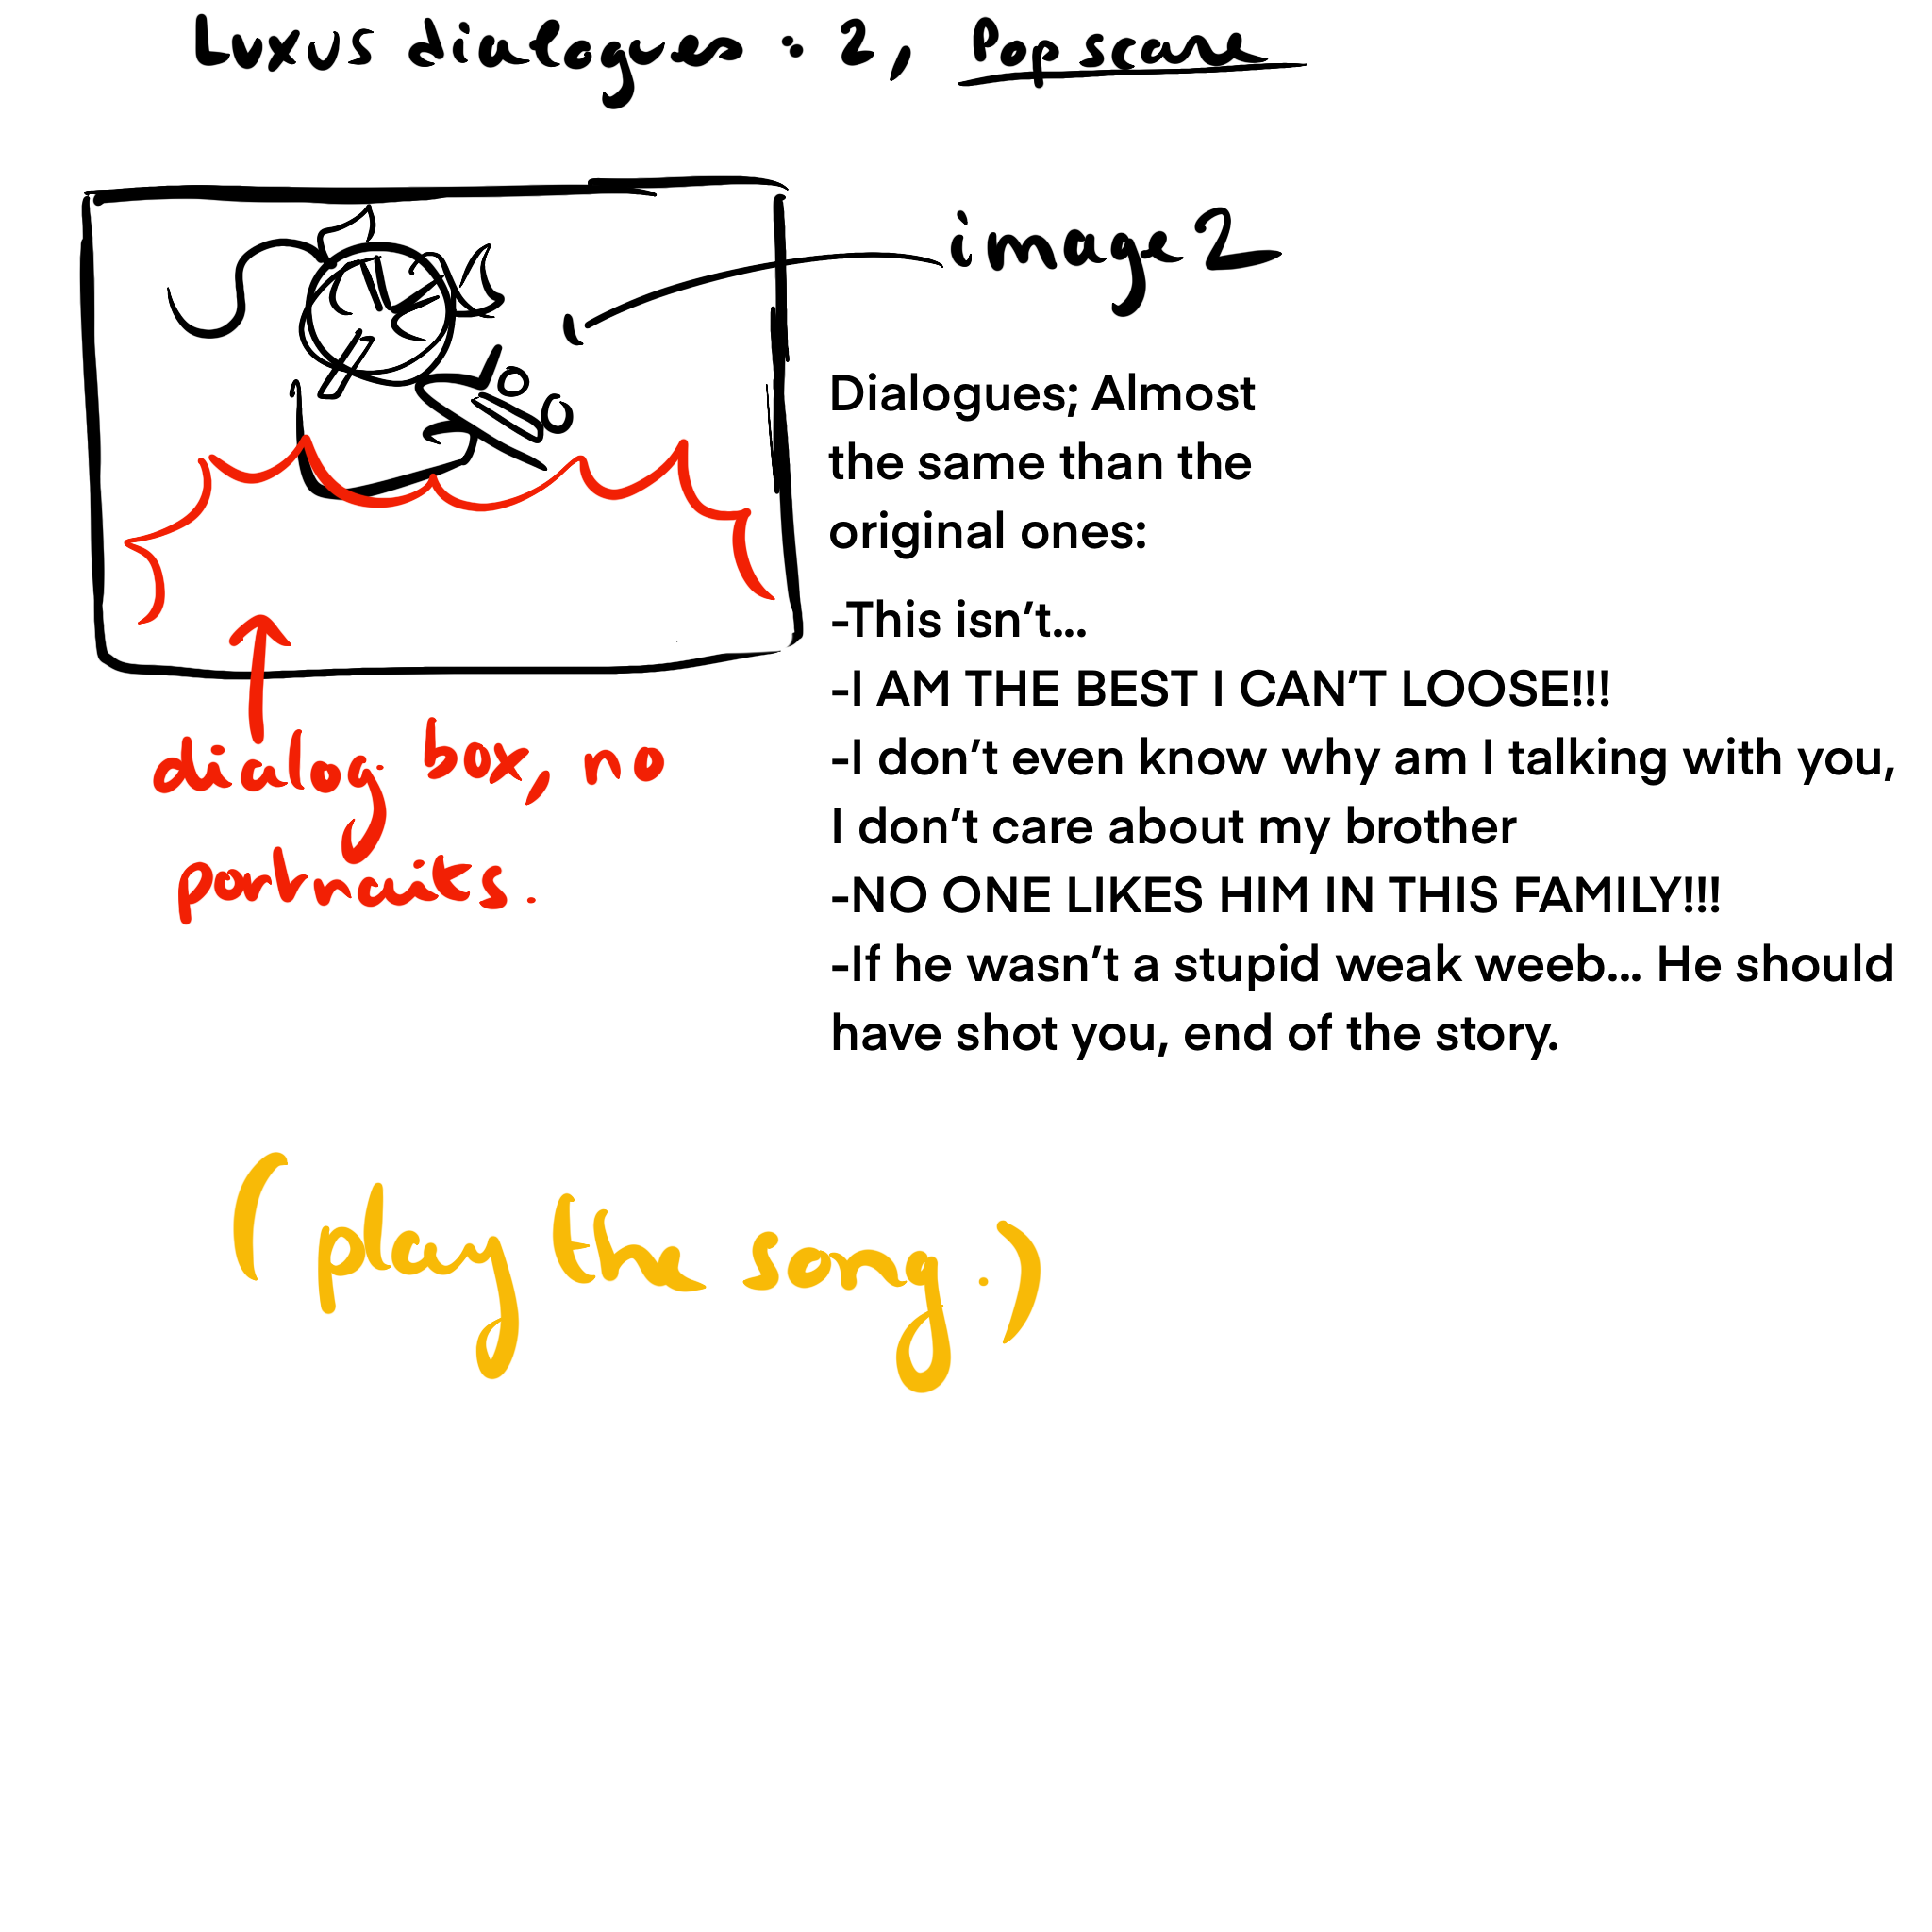 Luxus dialogues : 2, Popscare
image 2
Dialogues; Almost
the same than the
original ones:
-This isn't...
-I AM THE BEST I CAN'T LOOSE!!!
-I don't even know why am I talking with you,
I don't care about my brother
-NO ONE LIKES HIM IN THIS FAMILY!!!
-If he wasn't a stupid weak weeb... He should
have shot you, end of the story.
dialog box, no
portraits.
(play the song.)